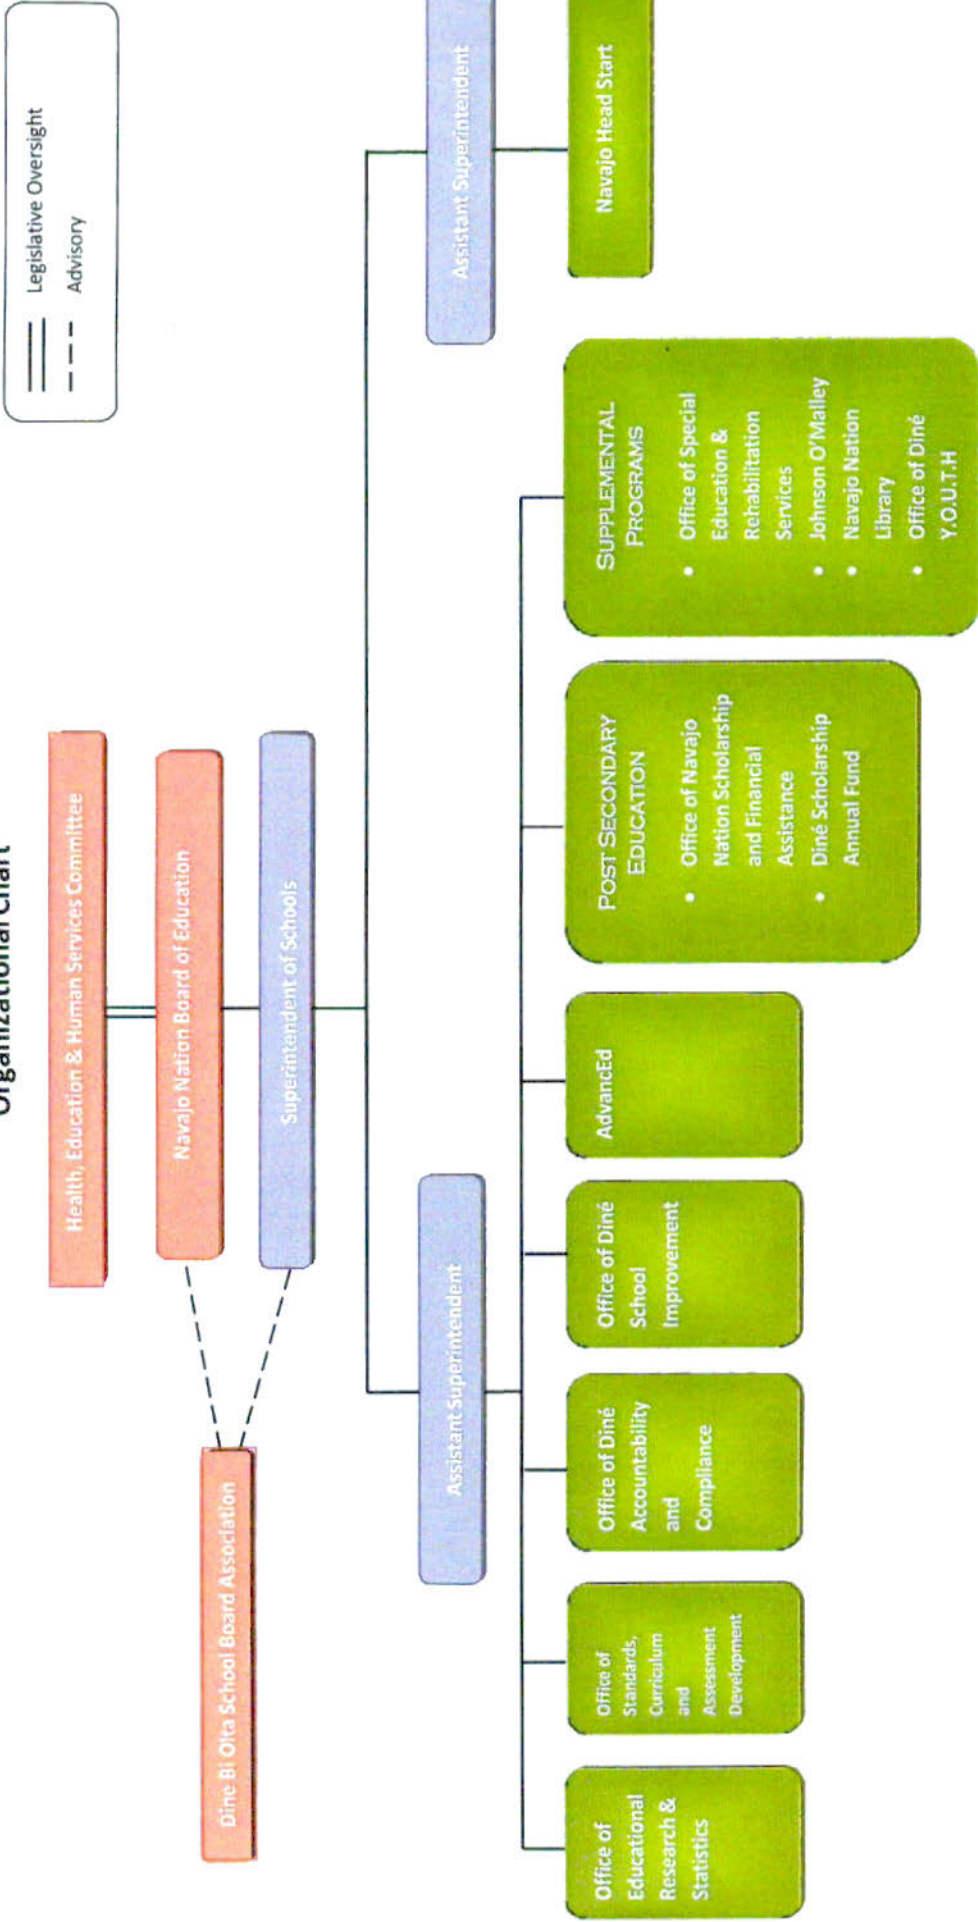 Organizational Chart
Legislative Oversight
Advisory
Health, Education & Human Services Committee
Navajo Nation Board of Education
Dine Bi Olta School Board Association
Superintendent of Schools
Assistant Superintendent
Assistant Superintendent
Office of
Educational
Research &
Statistics
Office of
Standards,
Curriculum
and
Assessment
Development
Office of Diné
Accountability
and
Compliance
Office of Diné
School
Improvement
AdvancEd
POST SECONDARY
EDUCATION
• Office of Navajo
Nation Scholarship
and Financial
Assistance
• Diné Scholarship
Annual Fund
SUPPLEMENTAL
PROGRAMS
• Office of Special
Education &
Rehabilitation
Services
• Johnson O'Malley
• Navajo Nation
Library
• Office of Diné
Y.O.U.T.H
Navajo Head Start